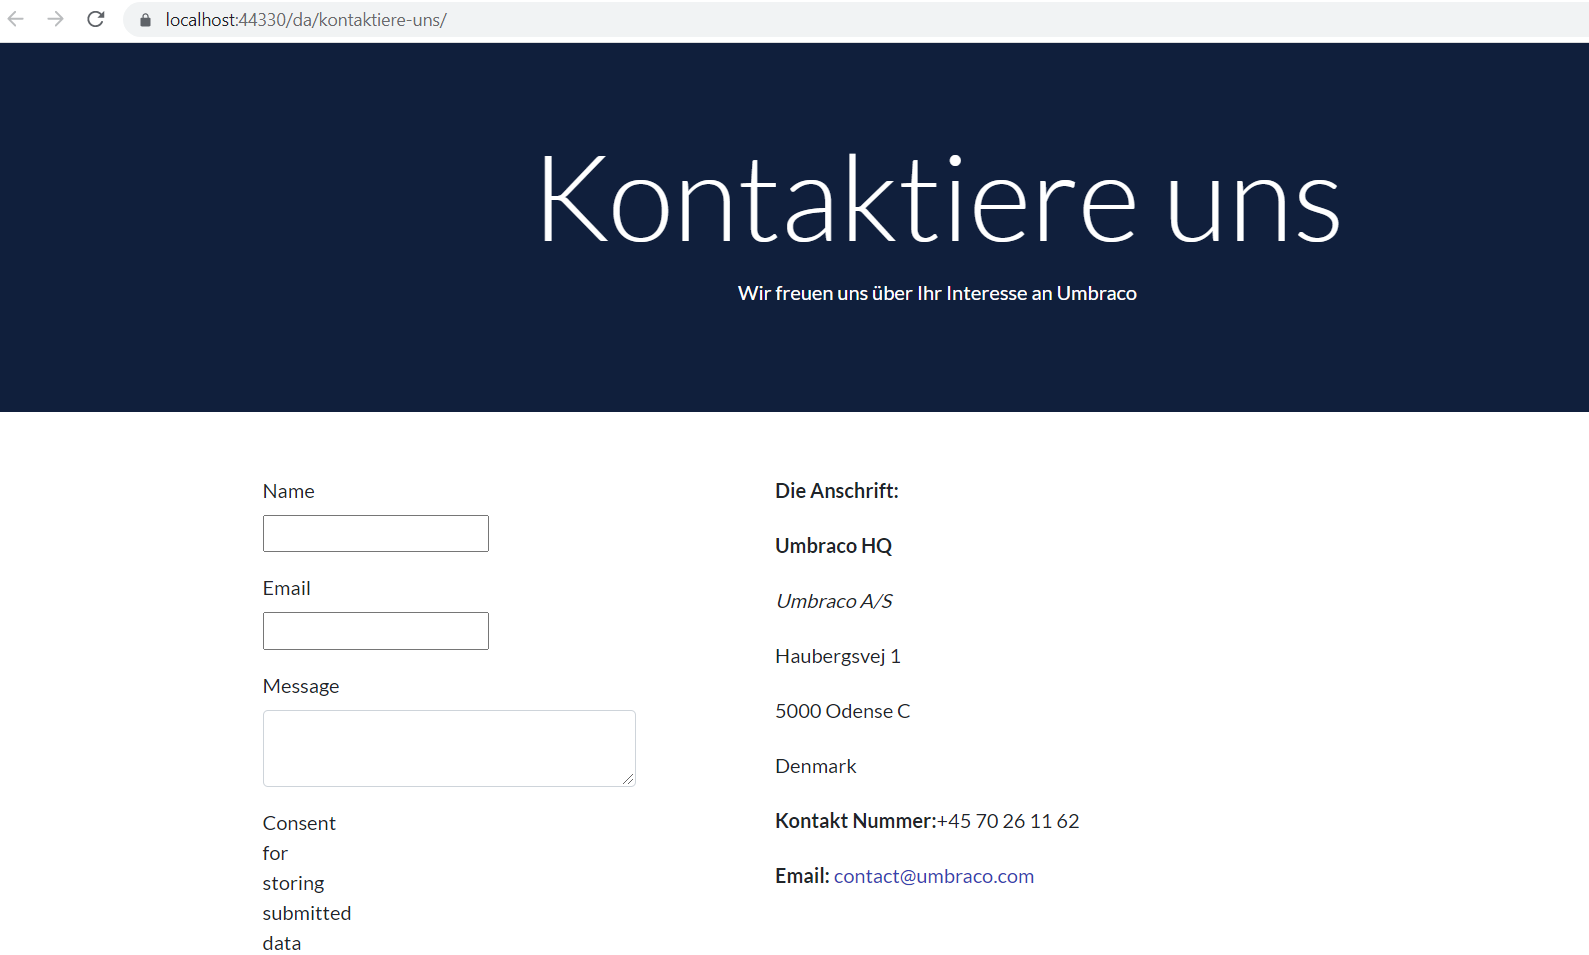 localhost:44330/da/kontaktiere-uns/
Kontaktiere uns
Wir freuen uns über Ihr Interesse an Umbraco
Name
Email
Message
Consent
for
storing
submitted
data
Die Anschrift:
Umbraco HQ
Umbraco A/S
Haubergsvej 1
5000 Odense C
Denmark
Kontakt Nummer:+45 70 26 11 62
Email: contact@umbraco.com